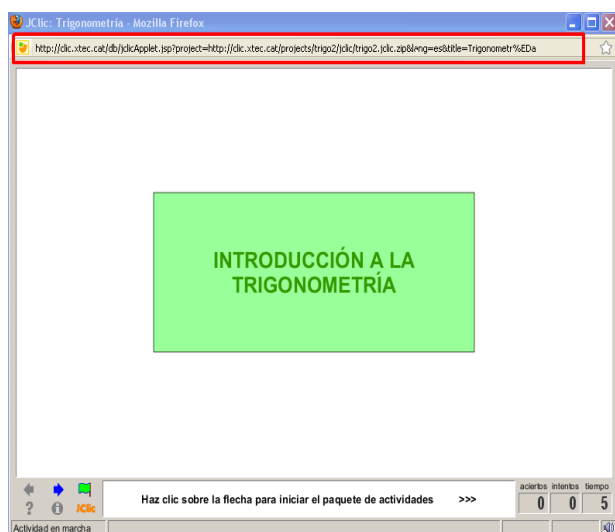 JClic: Trigonometría - Mozilla Firefox
http://clic.xtec.cat/db/jclicApplet.jsp?project=http://clic.xtec.cat/projects/trigo2/jclic/trigo2.jclic.zip&lang=es&title=Trigonometr%EDa
INTRODUCCIÓN A LA
TRIGONOMETRÍA
Haz clic sobre la flecha para iniciar el paquete de actividades >>>
aciertos intentos tiempo
0 0 5
? i JClic
Actividad en marcha